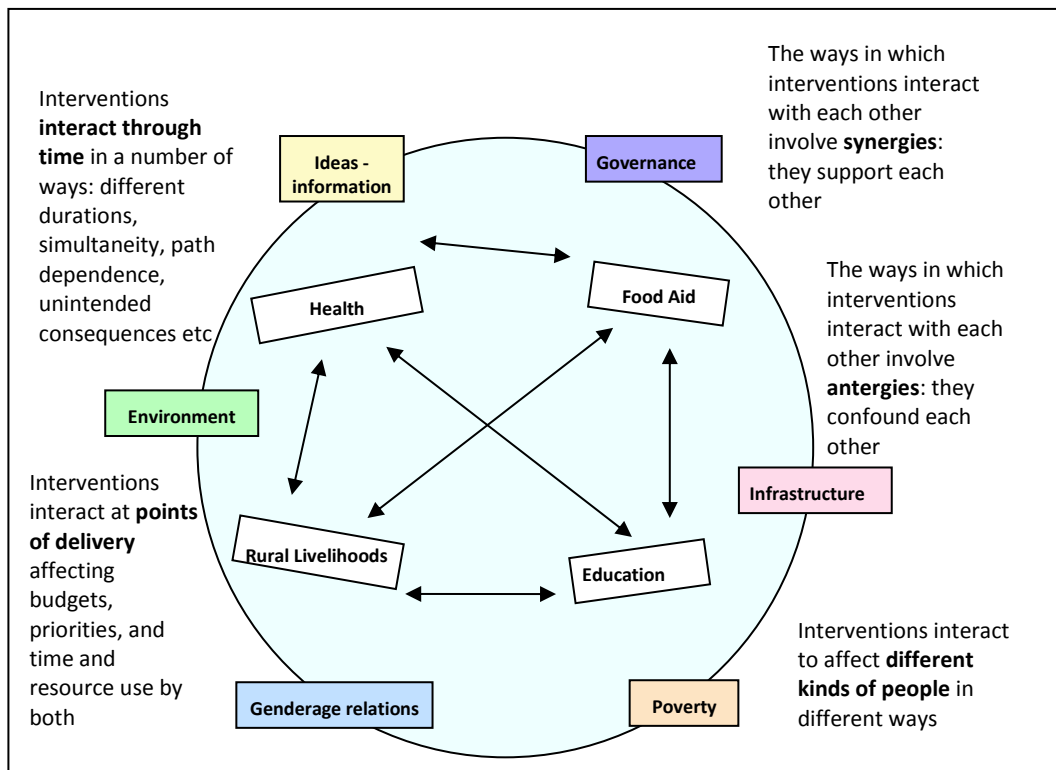 Interventions
interact through
time in a number of
ways: different
durations,
simultaneity, path
dependence,
unintended
consequences etc
The ways in which
interventions interact
with each other
involve synergies:
they support each
other
Ideas -
information
Governance
Health
Food Aid
The ways in which
interventions
interact with each
other involve
antergies: they
confound each
other
Environment
Infrastructure
Interventions
interact at points
of delivery
affecting
budgets,
priorities, and
time and
resource use by
both
Rural Livelihoods
Education
Interventions interact
to affect different
kinds of people in
different ways
Genderage relations
Poverty